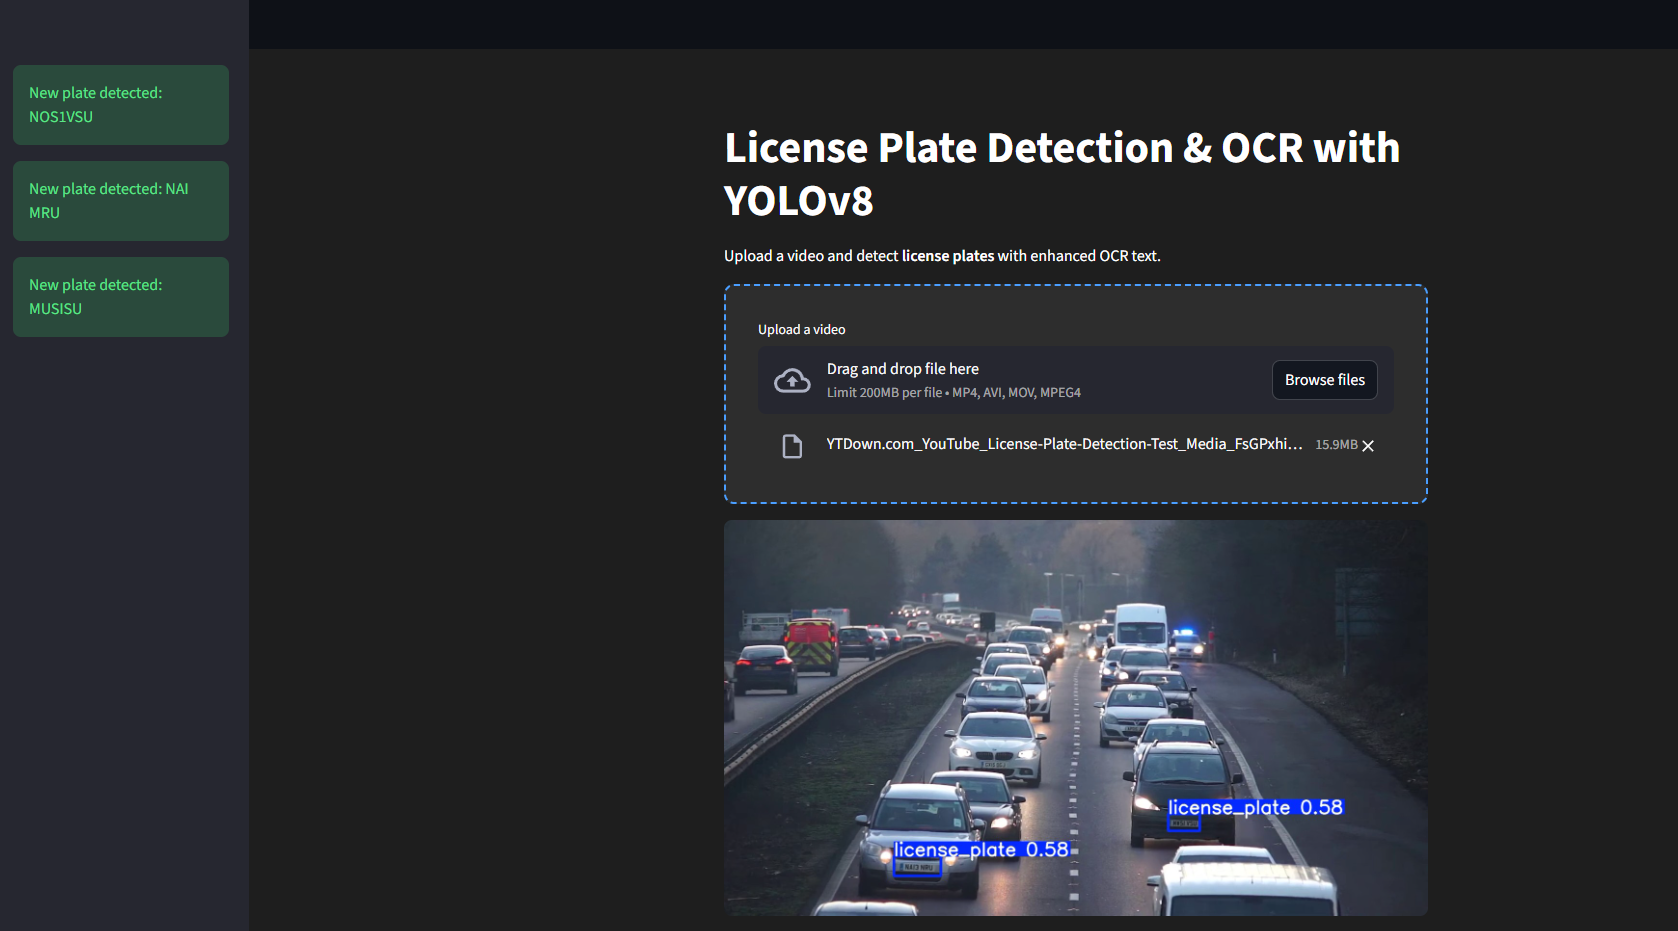 New plate detected:
NOS1VSU
New plate detected: NAI
MRU
New plate detected:
MUSISU
License Plate Detection & OCR with
YOLOv8
Upload a video and detect license plates with enhanced OCR text.
Upload a video
Drag and drop file here
Limit 200MB per file • MP4, AVI, MOV, MPEG4
Browse files
YTDown.com_YouTube_License-Plate-Detection-Test_Media_FsGPxhi... 15.9MB
license_plate 0.58
license_plate 0.58